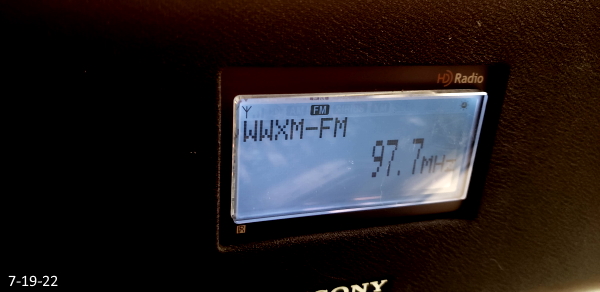 HD Radio
FM
WWXM-FM
97.7MHz
R
SONY
7-19-22